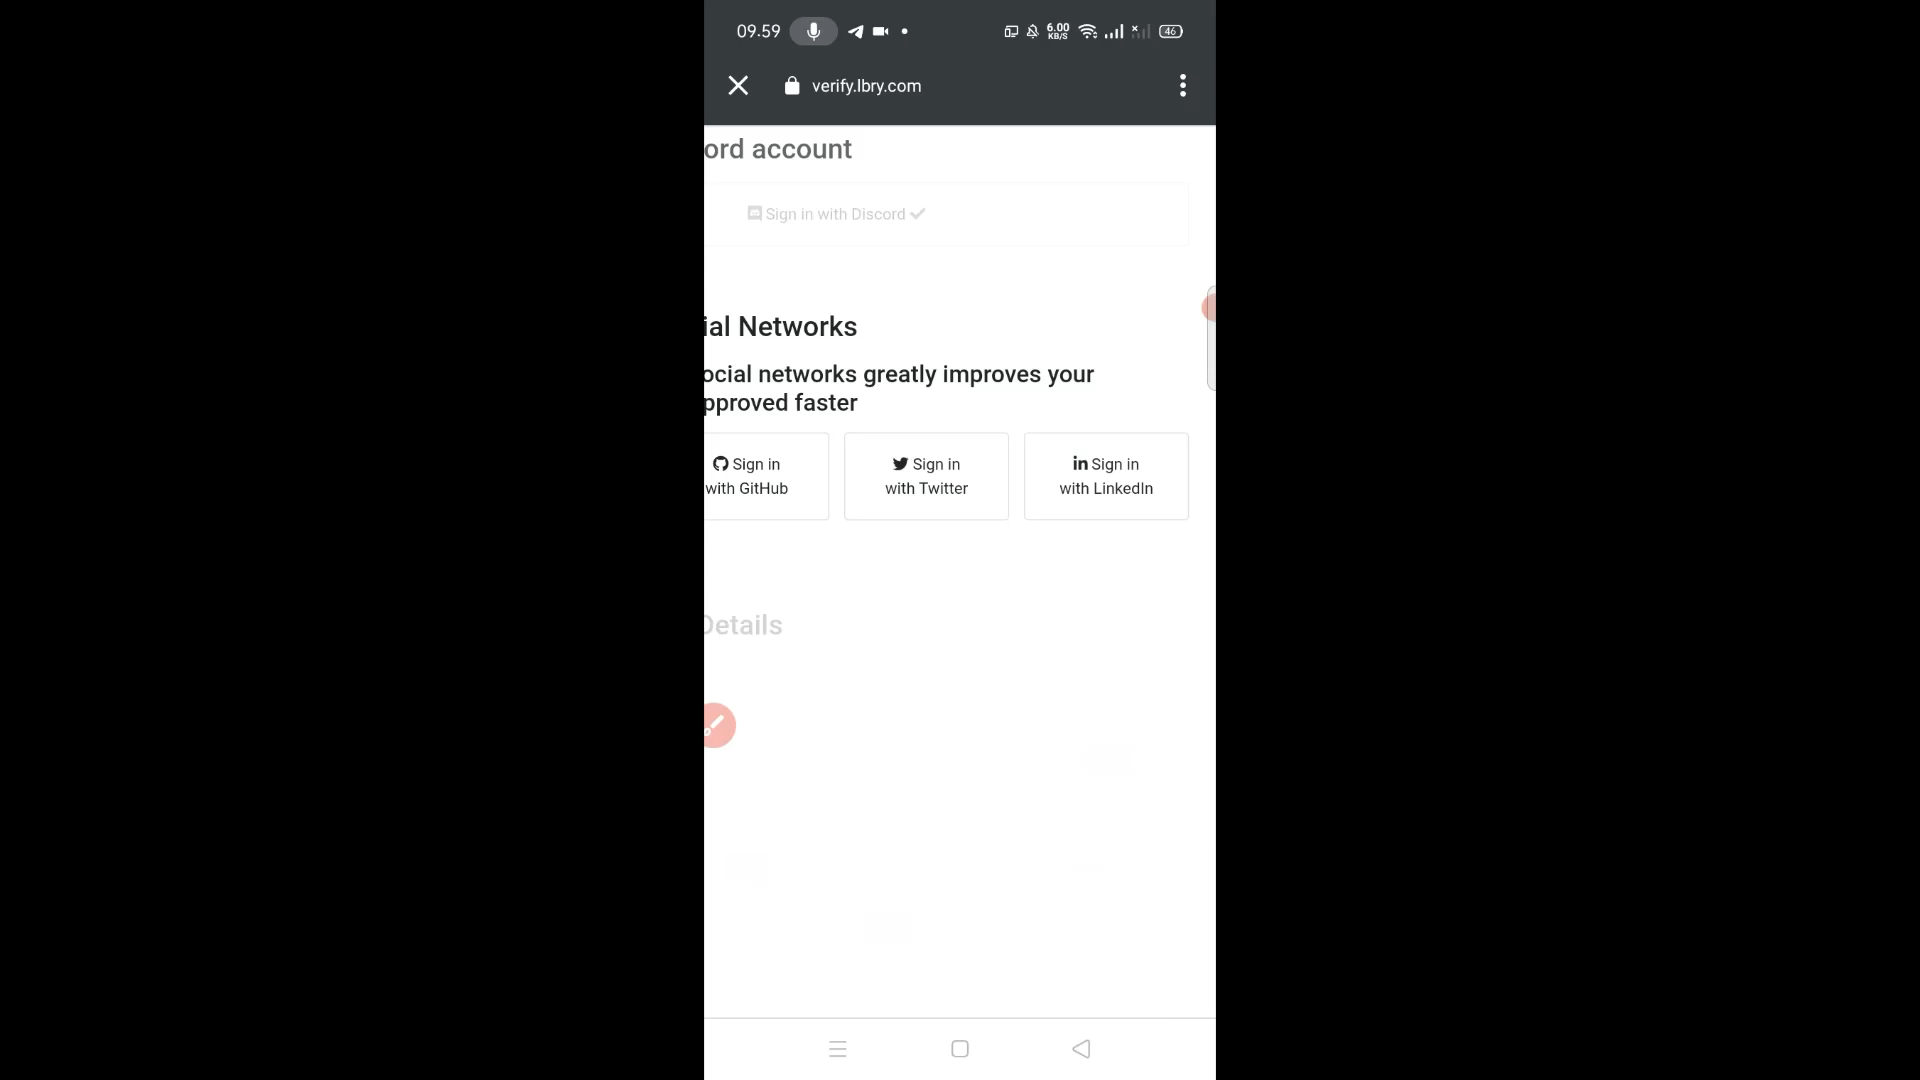 09.59
6.00
KB/S
46
verify.lbry.com
ord account
Sign in with Discord
ial Networks
ocial networks greatly improves your
pproved faster
Sign in
with GitHub
Sign in
with Twitter
Sign in
with LinkedIn
Details